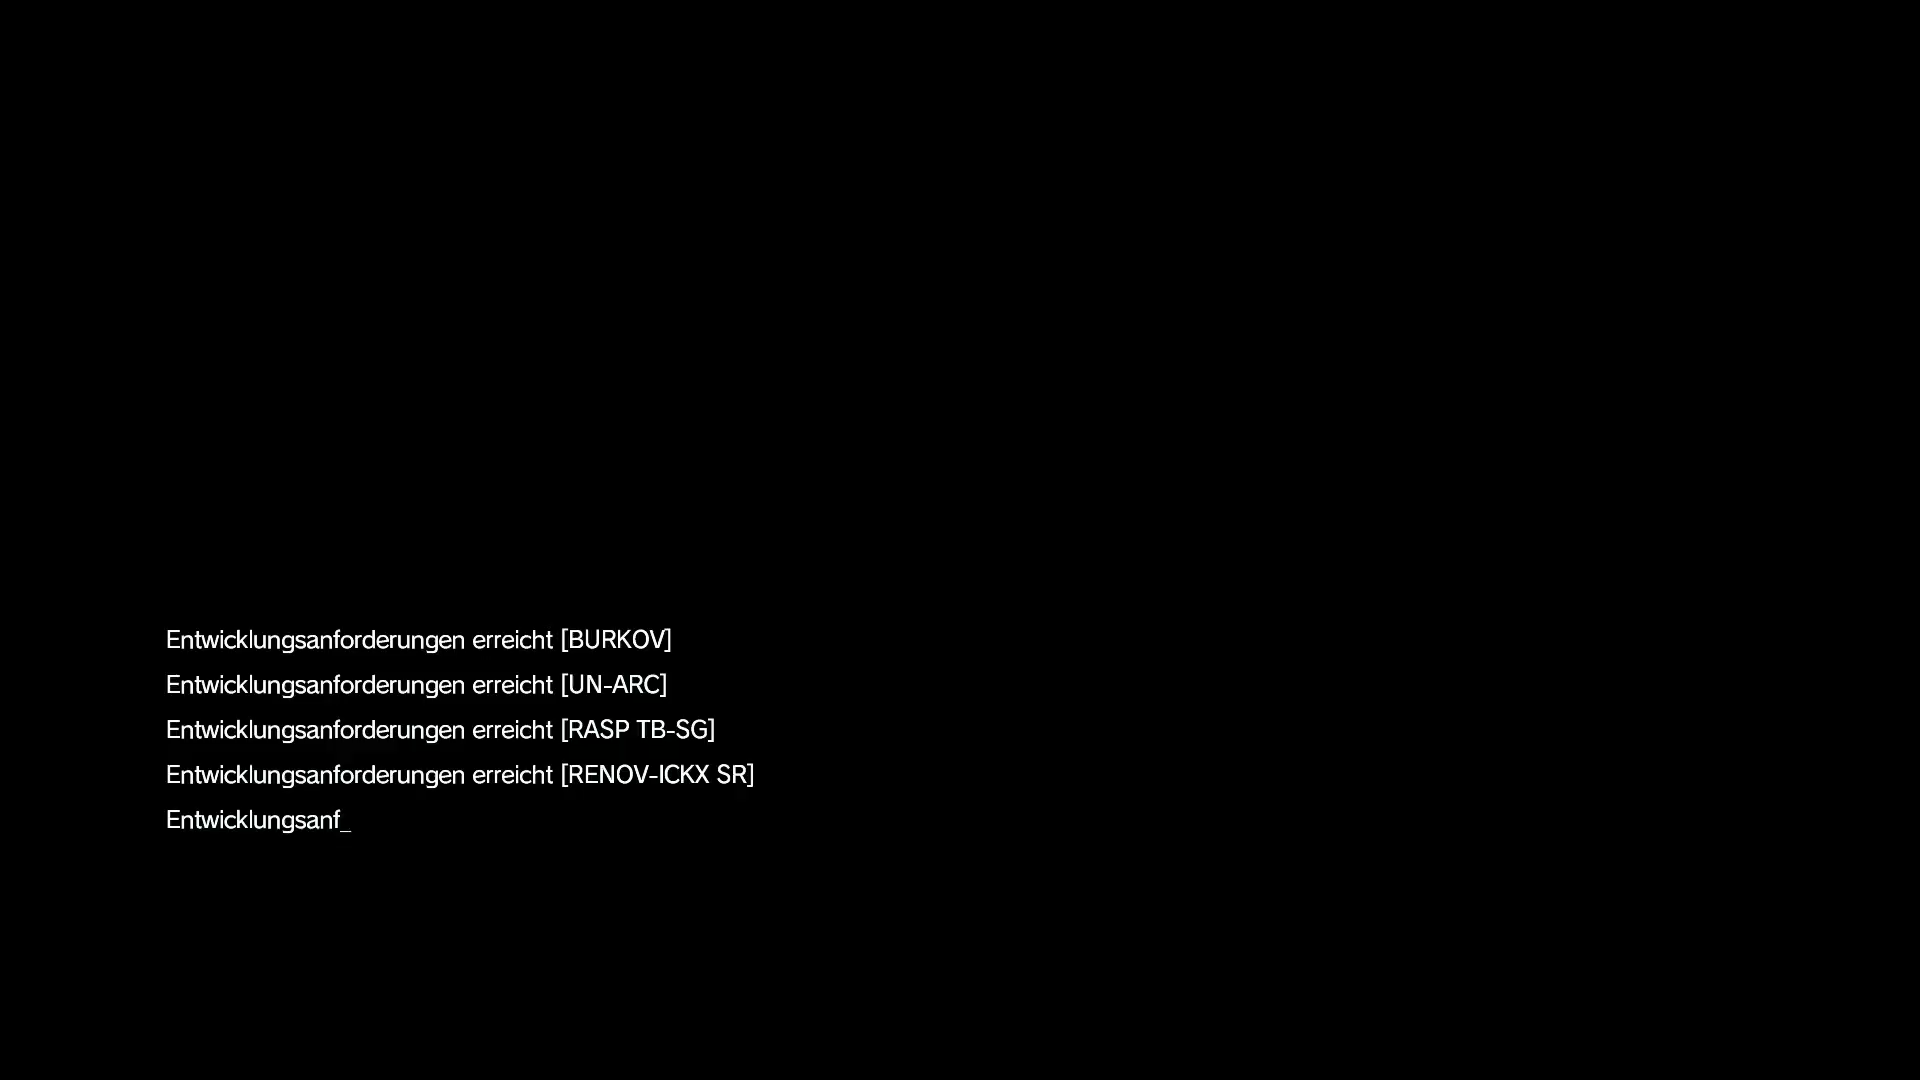 Entwicklungsanforderungen erreicht [BURKOV]
Entwicklungsanforderungen erreicht [UN-ARC]
Entwicklungsanforderungen erreicht [RASP TB-SG]
Entwicklungsanforderungen erreicht [RENOV-ICKX SR]
Entwicklungsanf_